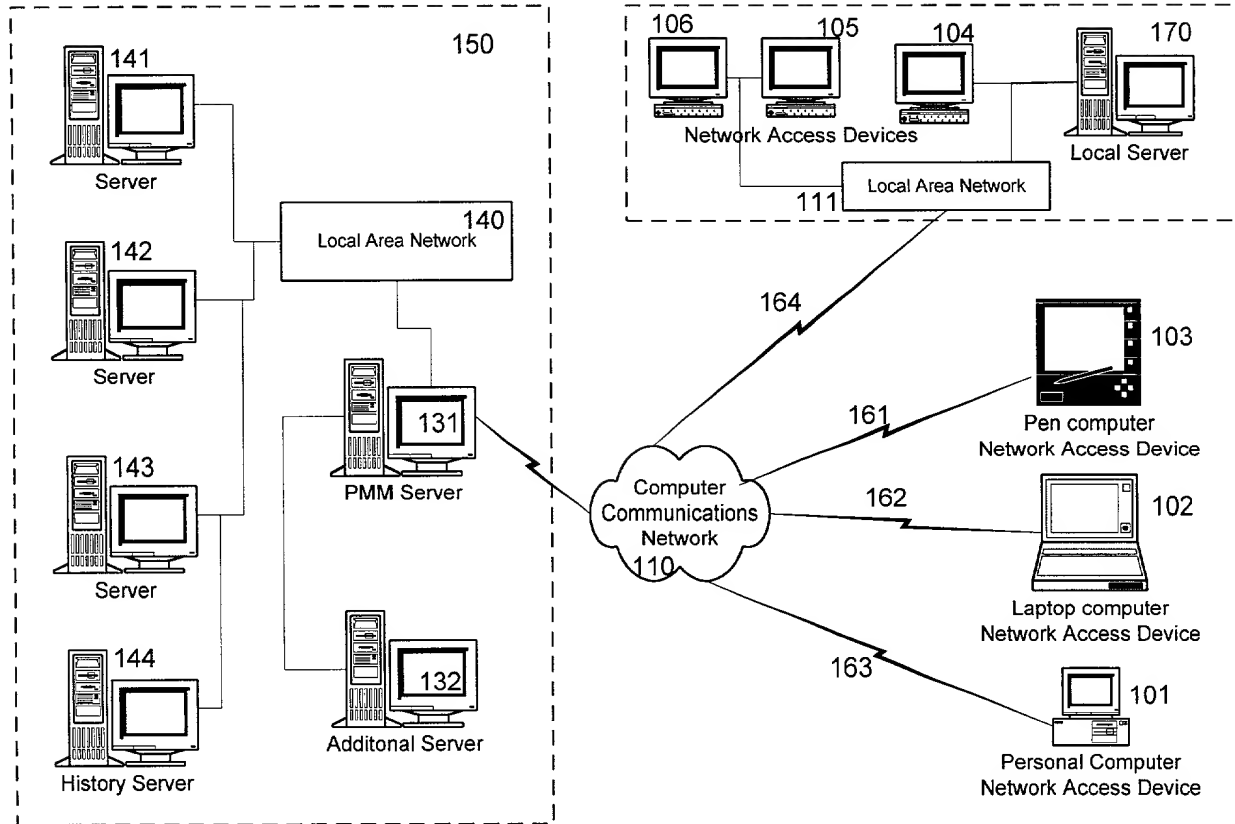 141
150
Server
140
Local Area Network
142
Server
131
PMM Server
143
Server
144
History Server
132
Additonal Server
106
105
104
170
Network Access Devices
Local Server
Local Area Network
111
164
103
161
Pen computer
Network Access Device
Computer
Communications
Network
110
162
102
Laptop computer
Network Access Device
163
101
Personal Computer
Network Access Device